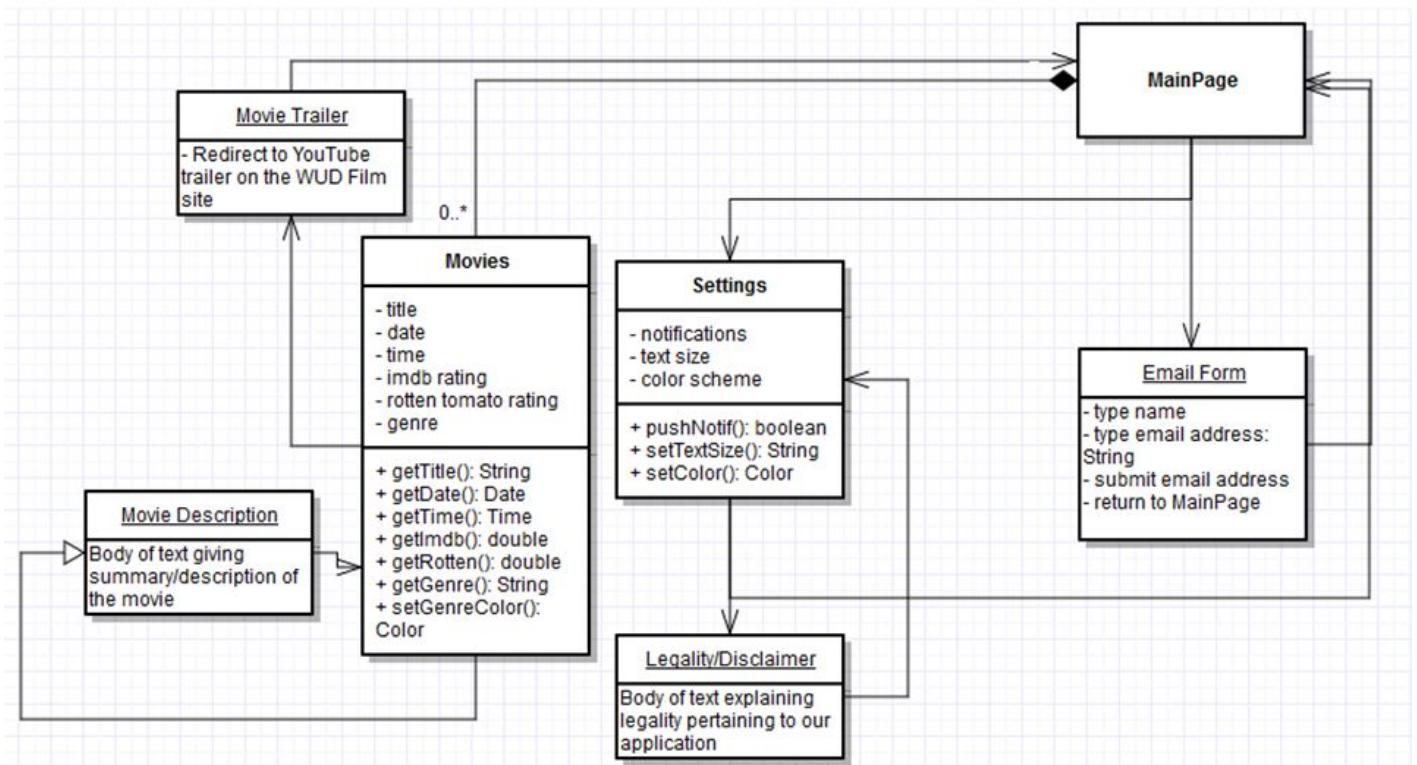 MainPage
Movie Trailer
- Redirect to YouTube
trailer on the WUD Film
site
0..*
Movies
- title
- date
- time
- imdb rating
- rotten tomato rating
- genre
+ getTitle(): String
+ getDate(): Date
+ getTime(): Time
+ getImdb(): double
+ getRotten(): double
+ getGenre(): String
+ setGenreColor():
Color
Settings
- notifications
- text size
- color scheme
+ pushNotif(): boolean
+ setTextSize(): String
+ setColor(): Color
Email Form
- type name
- type email address:
String
- submit email address
- return to MainPage
Movie Description
Body of text giving
summary/description of
the movie
Legality/Disclaimer
Body of text explaining
legality pertaining to our
application